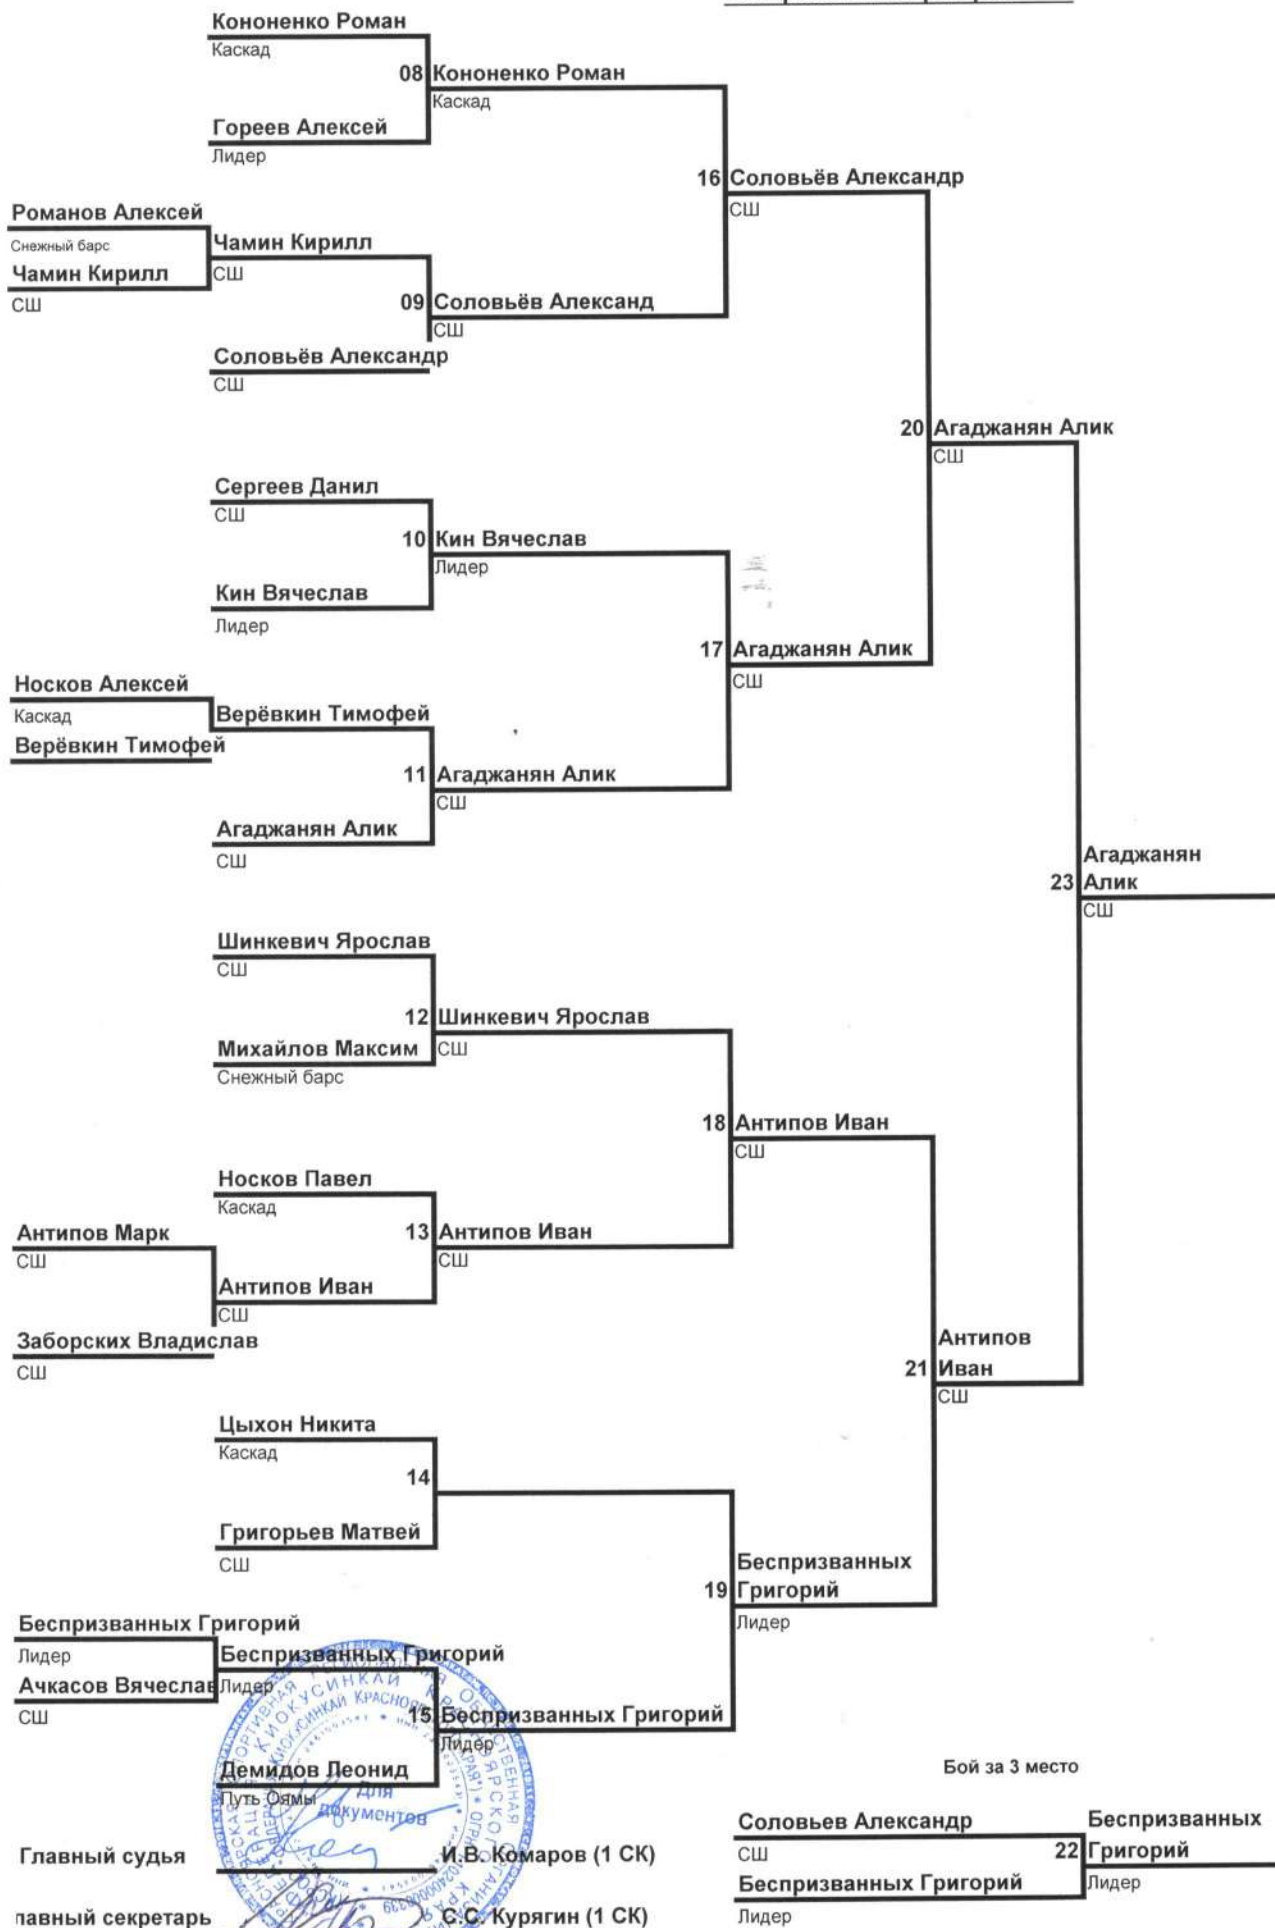 Кононенко Роман
Каскад
08 Кононенко Роман
Каскад
Гореев Алексей
Лидер
16 Соловьёв Александр
СШ
Романов Алексей
Снежный барс
Чамин Кирилл
СШ
Чамин Кирилл
СШ
09 Соловьёв Александ
СШ
Соловьёв Александр
СШ
20 Агаджанян Алик
СШ
Сергеев Данил
СШ
10 Кин Вячеслав
Лидер
Кин Вячеслав
Лидер
17 Агаджанян Алик
СШ
Носков Алексей
Каскад
Верёвкин Тимофей
Верёвкин Тимофей
11 Агаджанян Алик
СШ
Агаджанян Алик
СШ
Агаджанян
23 Алик
СШ
Шинкевич Ярослав
СШ
12 Шинкевич Ярослав
СШ
Михайлов Максим
Снежный барс
18 Антипов Иван
СШ
Носков Павел
Каскад
Антипов Марк
СШ
13 Антипов Иван
СШ
Антипов Иван
СШ
Заборских Владислав
СШ
Антипов
21 Иван
СШ
Цыхон Никита
Каскад
14
Григорьев Матвей
СШ
Беспризванных
19 Григорий
Лидер
Беспризванных Григорий
Лидер
Ачкасов Вячеслав
СШ
Беспризванных Григорий
Лидер
15 Беспризванных Григорий
Лидер
Демидов Леонид
Путь Оямы
Для
документов
Бой за 3 место
Соловьев Александр
СШ
Беспризванных Григорий
Лидер
Беспризванных
22 Григорий
Лидер
Главный судья И.В. Комаров (1 СК)
лавный секретарь С.С. Курягин (1 СК)